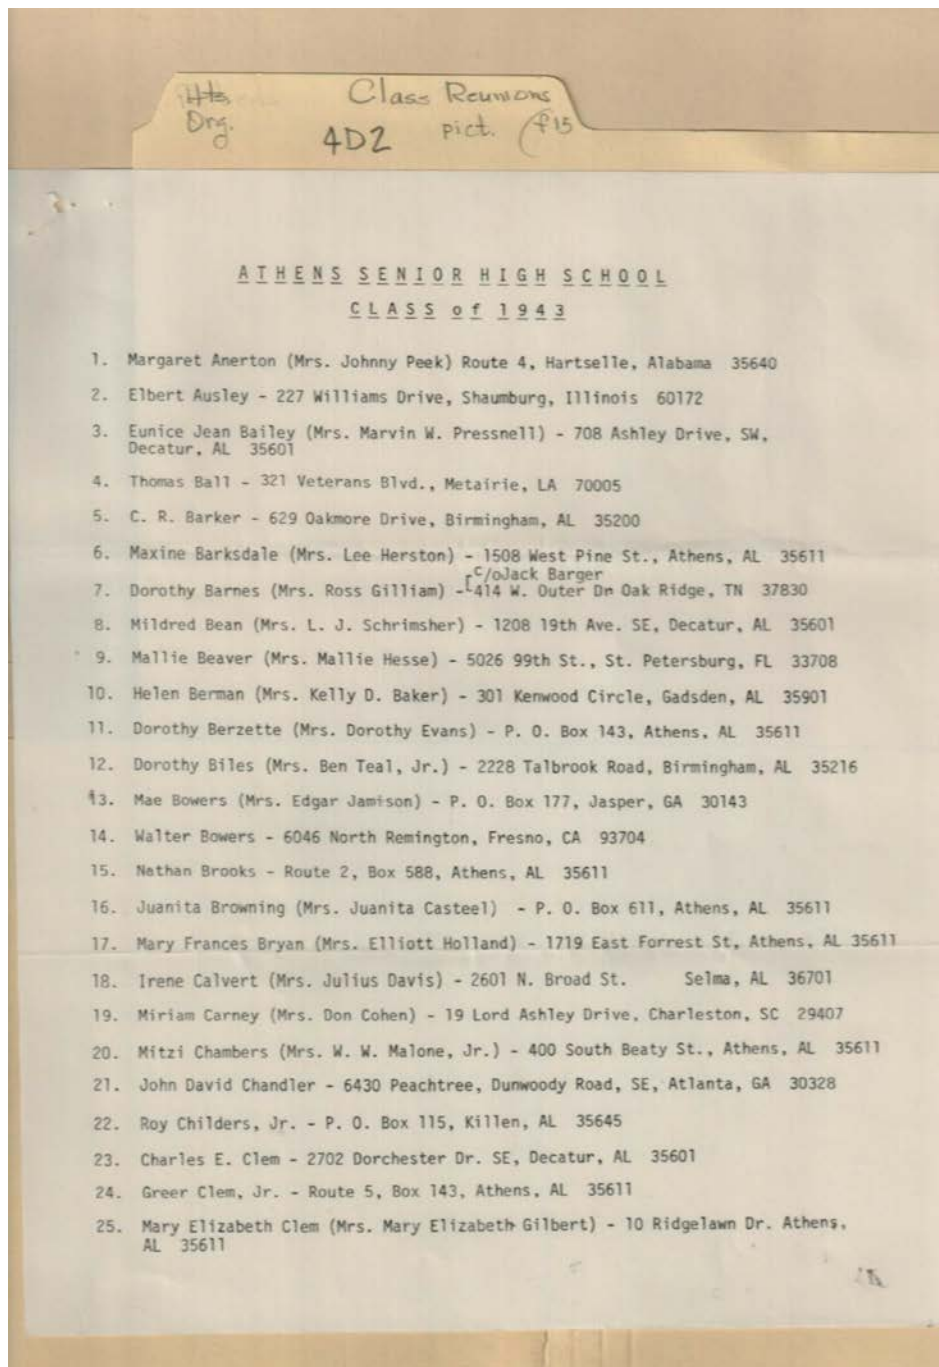 Class Reunions
Org.
4D2 pict. f15
ATHENS SENIOR HIGH SCHOOL
CLASS of 1943
1. Margaret Anerton (Mrs. Johnny Peek) Route 4, Hartselle, Alabama 35640
2. Elbert Ausley - 227 Williams Drive, Shaumburg, Illinois 60172
3. Eunice Jean Bailey (Mrs. Marvin W. Pressnell) - 708 Ashley Drive, SW,
Decatur, AL 35601
4. Thomas Ball - 321 Veterans Blvd., Metairie, LA 70005
5. C. R. Barker - 629 Oakmore Drive, Birmingham, AL 35200
6. Maxine Barksdale (Mrs. Lee Herston) - 1508 West Pine St., Athens, AL 35611
c/oJack Barger
7. Dorothy Barnes (Mrs. Ross Gilliam) - 414 W. Outer Dr. Oak Ridge, TN 37830
8. Mildred Bean (Mrs. L. J. Schrimsher) - 1208 19th Ave. SE, Decatur, AL 35601
9. Mallie Beaver (Mrs. Mallie Hesse) - 5026 99th St., St. Petersburg, FL 33708
10. Helen Berman (Mrs. Kelly D. Baker) - 301 Kenwood Circle, Gadsden, AL 35901
11. Dorothy Berzette (Mrs. Dorothy Evans) - P. O. Box 143, Athens, AL 35611
12. Dorothy Biles (Mrs. Ben Teal, Jr.) - 2228 Talbrook Road, Birmingham, AL 35216
13. Mae Bowers (Mrs. Edgar Jamison) - P. O. Box 177, Jasper, GA 30143
14. Walter Bowers - 6046 North Remington, Fresno, CA 93704
15. Nathan Brooks - Route 2, Box 588, Athens, AL 35611
16. Juanita Browning (Mrs. Juanita Casteel) - P. O. Box 611, Athens, AL 35611
17. Mary Frances Bryan (Mrs. Elliott Holland) - 1719 East Forrest St, Athens, AL 35611
18. Irene Calvert (Mrs. Julius Davis) - 2601 N. Broad St. Selma, AL 36701
19. Miriam Carney (Mrs. Don Cohen) - 19 Lord Ashley Drive, Charleston, SC 29407
20. Mitzi Chambers (Mrs. W. W. Malone, Jr.) - 400 South Beaty St., Athens, AL 35611
21. John David Chandler - 6430 Peachtree, Dunwoody Road, SE, Atlanta, GA 30328
22. Roy Childers, Jr. - P. O. Box 115, Killen, AL 35645
23. Charles E. Clem - 2702 Dorchester Dr. SE, Decatur, AL 35601
24. Greer Clem, Jr. - Route 5, Box 143, Athens, AL 35611
25. Mary Elizabeth Clem (Mrs. Mary Elizabeth Gilbert) - 10 Ridgelawn Dr. Athens,
AL 35611